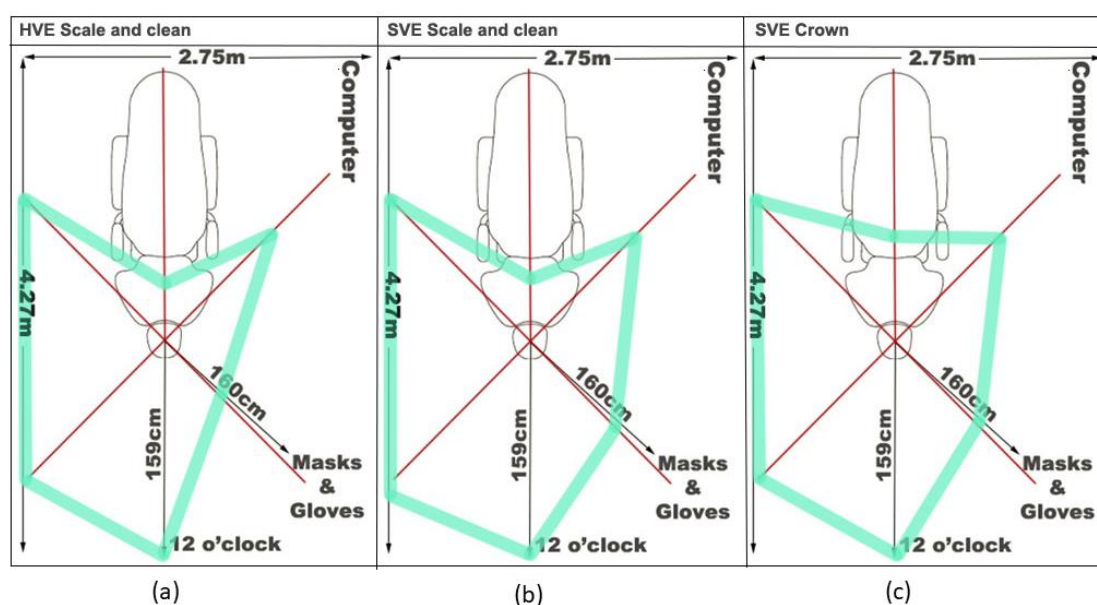 HVE Scale and clean
2.75m
Computer
4.27m
160cm
159cm
Masks
&
Gloves
12 o'clock
(a)
SVE Scale and clean
2.75m
Computer
4.27m
160cm
159cm
Masks
&
Gloves
12 o'clock
(b)
SVE Crown
2.75m
Computer
4.27m
160cm
159cm
Masks
&
Gloves
12 o'clock
(c)